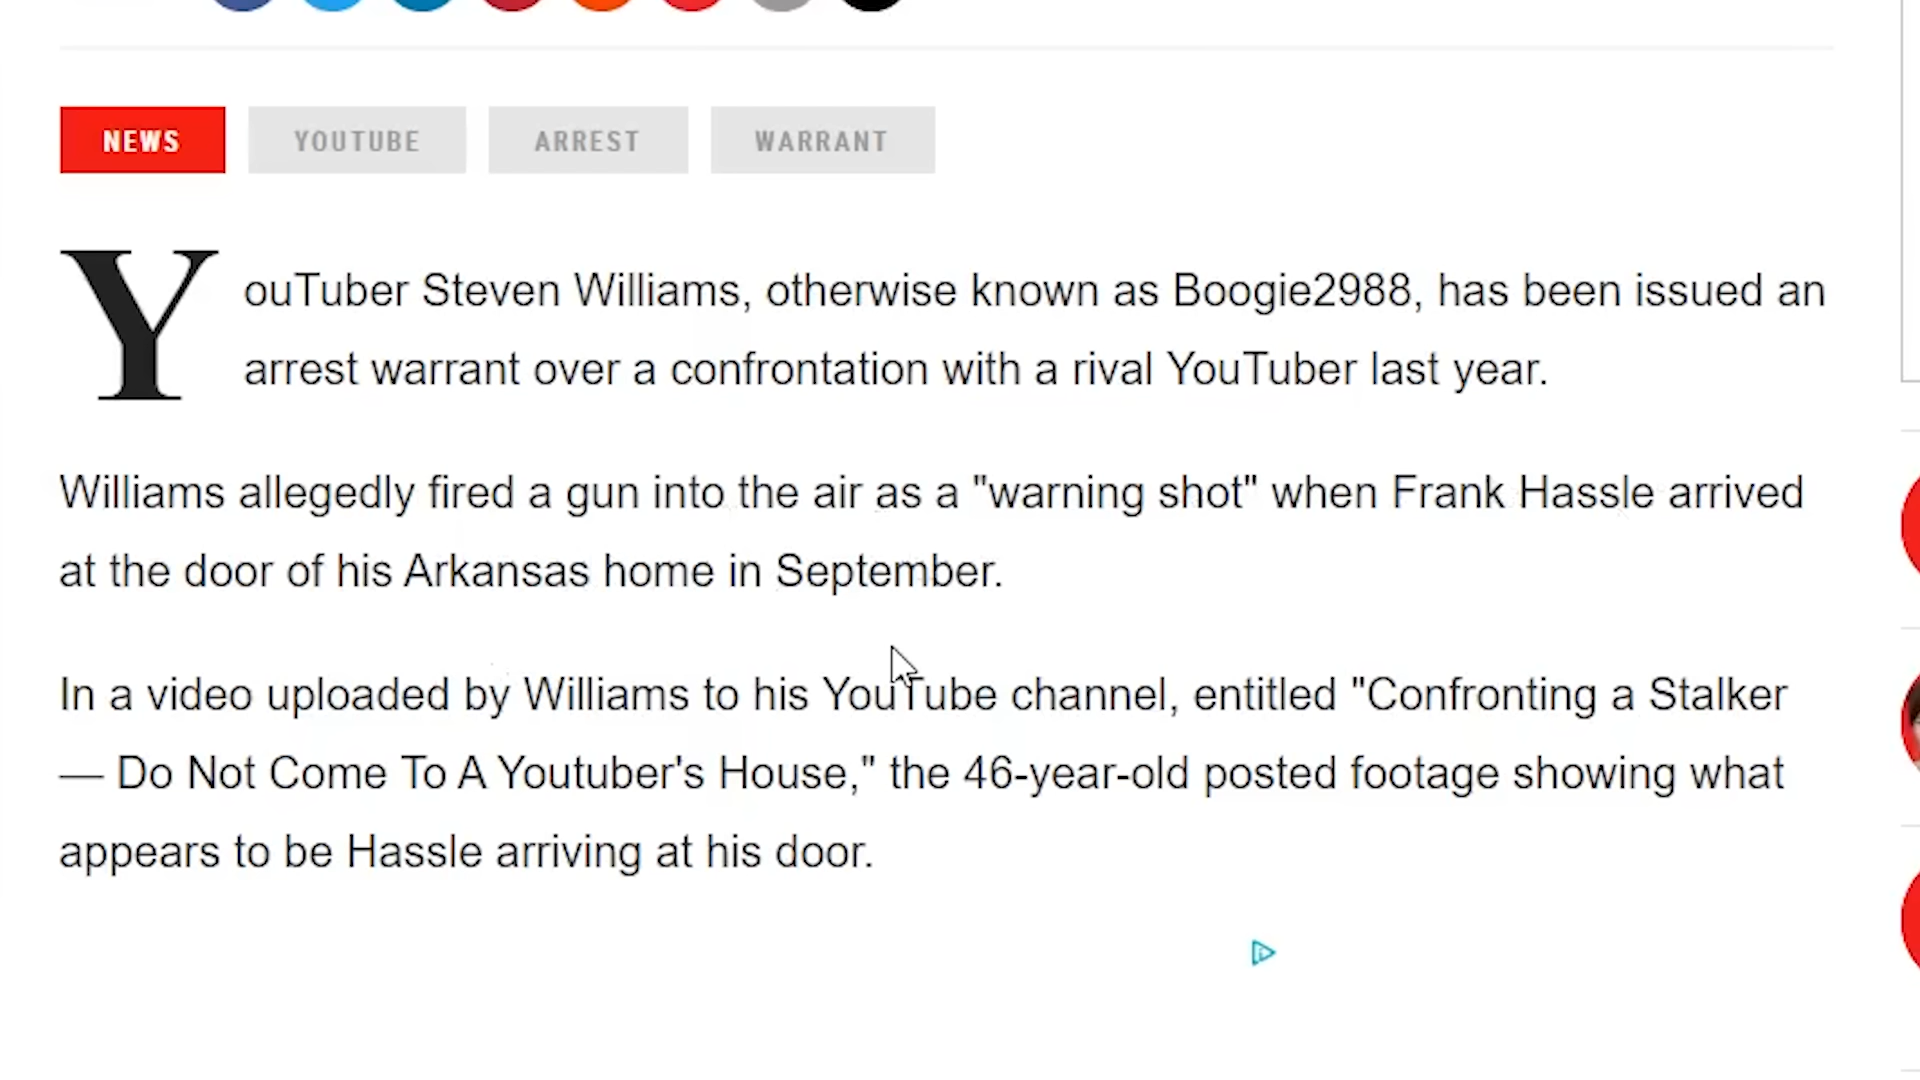 NEWS YOUTUBE ARREST WARRANT
YouTuber Steven Williams, otherwise known as Boogie2988, has been issued an
arrest warrant over a confrontation with a rival YouTuber last year.
Williams allegedly fired a gun into the air as a "warning shot" when Frank Hassle arrived
at the door of his Arkansas home in September.
In a video uploaded by Williams to his YouTube channel, entitled "Confronting a Stalker
— Do Not Come To A Youtuber's House," the 46-year-old posted footage showing what
appears to be Hassle arriving at his door.